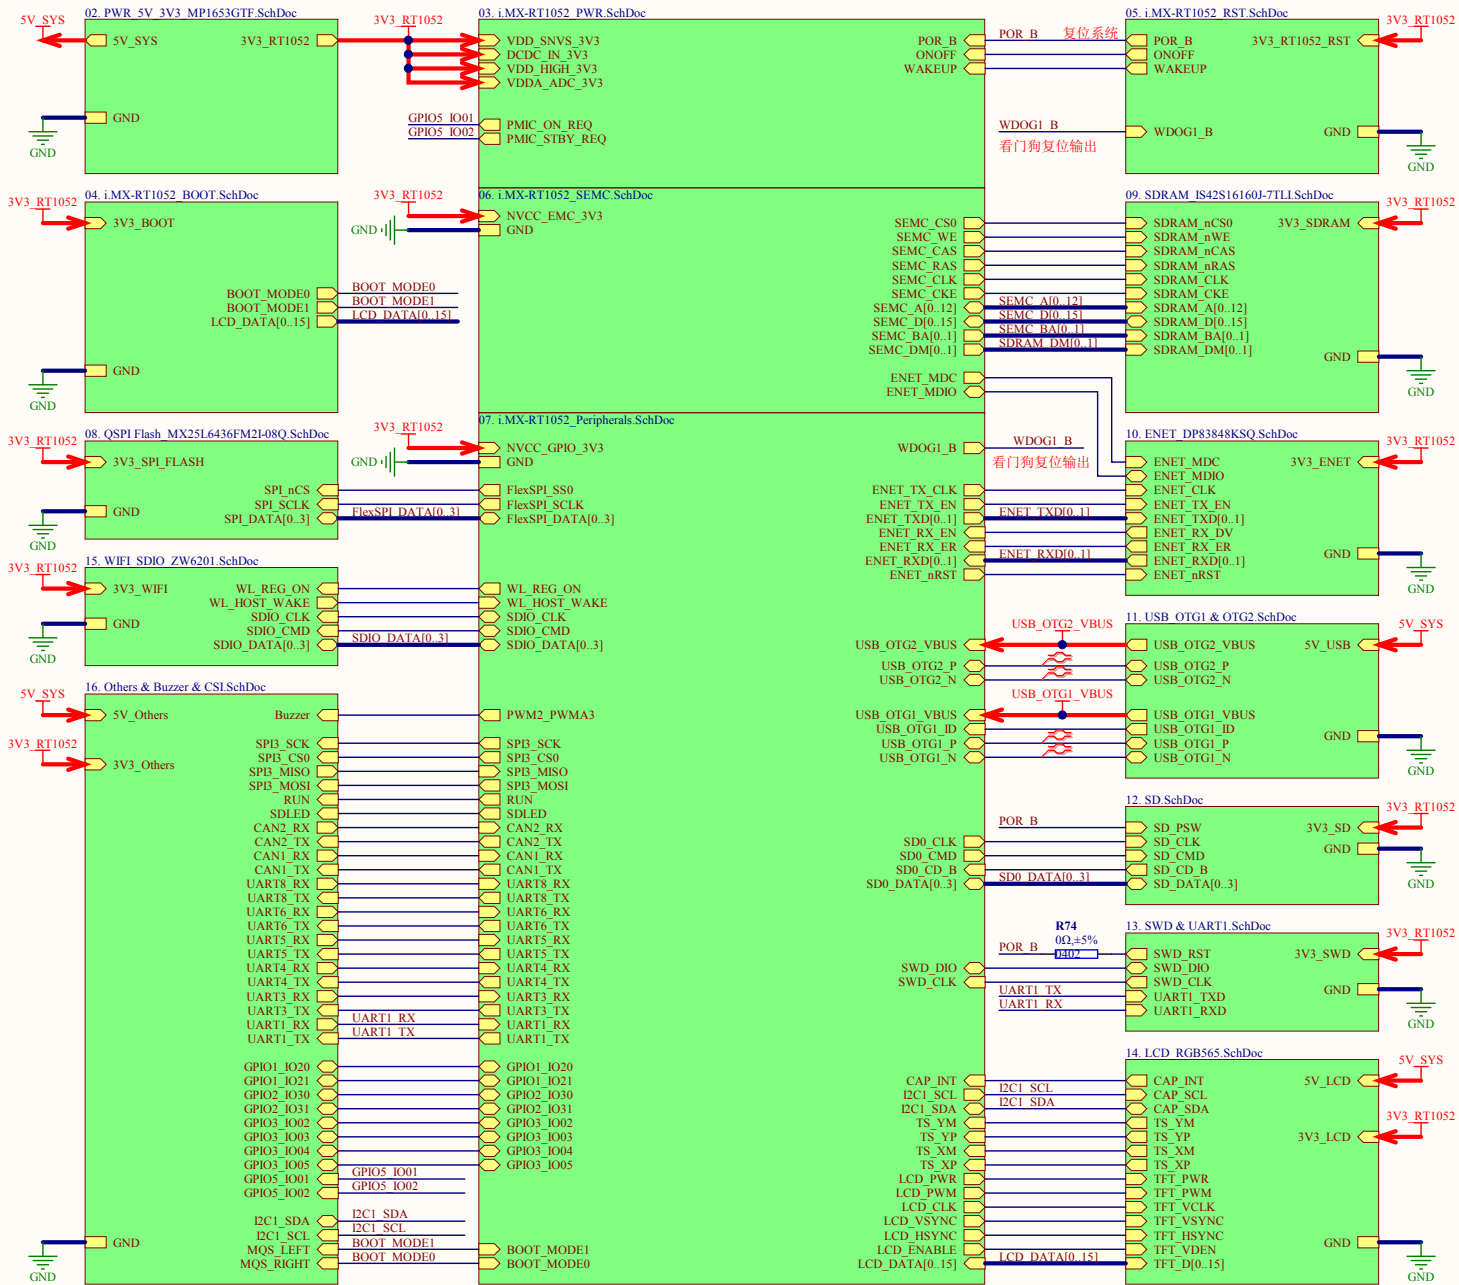 02. PWR_5V_3V3_MP1653GTF.SchDoc
5V_SYS
5V_SYS
3V3_RT1052
GND
GND
3V3_RT1052
03. i.MX-RT1052_PWR.SchDoc
VDD_SNVS_3V3
DCDC_IN_3V3
VDD_HIGH_3V3
VDDA_ADC_3V3
GPIO5_IO01
PMIC_ON_REQ
GPIO5_IO02
PMIC_STBY_REQ
POR_B
ONOFF
WAKEUP
POR_B
复位系统
05. i.MX-RT1052_RST.SchDoc
POR_B
ONOFF
WAKEUP
3V3_RT1052_RST
3V3_RT1052
WDOG1_B
看门狗复位输出
WDOG1_B
GND
GND
04. i.MX-RT1052_BOOT.SchDoc
3V3_RT1052
3V3_BOOT
BOOT_MODE0
BOOT_MODE1
LCD_DATA[0..15]
BOOT_MODE0
BOOT_MODE1
LCD_DATA[0..15]
GND
GND
3V3_RT1052
GND
06. i.MX-RT1052_SEMC.SchDoc
NVCC_EMC_3V3
GND
SEMC_CS0
SEMC_WE
SEMC_CAS
SEMC_RAS
SEMC_CLK
SEMC_CKE
SEMC_A[0..12]
SEMC_D[0..15]
SEMC_BA[0..1]
SEMC_DM[0..1]
ENET_MDC
ENET_MDIO
SEMC_A[0..12]
SEMC_D[0..15]
SEMC_BA[0..1]
SDRAM_DM[0..1]
09. SDRAM_IS42S16160J-7TLI.SchDoc
SDRAM_nCS0
SDRAM_nWE
SDRAM_nCAS
SDRAM_nRAS
SDRAM_CLK
SDRAM_CKE
SDRAM_A[0..12]
SDRAM_D[0..15]
SDRAM_BA[0..1]
SDRAM_DM[0..1]
3V3_SDRAM
3V3_RT1052
GND
GND
08. QSPI Flash_MX25L6436FM2I-08Q.SchDoc
3V3_RT1052
3V3_SPI_FLASH
SPI_nCS
SPI_SCLK
SPI_DATA[0..3]
FlexSPI_DATA[0..3]
GND
GND
3V3_RT1052
GND
07. i.MX-RT1052_Peripherals.SchDoc
NVCC_GPIO_3V3
GND
FlexSPI_SS0
FlexSPI_SCLK
FlexSPI_DATA[0..3]
WDOG1_B
WDOG1_B
看门狗复位输出
ENET_TX_CLK
ENET_TX_EN
ENET_TXD[0..1]
ENET_RX_EN
ENET_RX_ER
ENET_RXD[0..1]
ENET_nRST
ENET_TXD[0..1]
ENET_RXD[0..1]
10. ENET_DP83848KSQ.SchDoc
ENET_MDC
ENET_MDIO
ENET_CLK
ENET_TX_EN
ENET_TXD[0..1]
ENET_RX_DV
ENET_RX_ER
ENET_RXD[0..1]
ENET_nRST
3V3_ENET
3V3_RT1052
GND
GND
15. WIFI_SDIO_ZW6201.SchDoc
3V3_RT1052
3V3_WIFI
WL_REG_ON
WL_HOST_WAKE
SDIO_CLK
SDIO_CMD
SDIO_DATA[0..3]
SDIO_DATA[0..3]
GND
GND
WL_REG_ON
WL_HOST_WAKE
SDIO_CLK
SDIO_CMD
SDIO_DATA[0..3]
USB_OTG2_VBUS
USB_OTG2_P
USB_OTG2_N
USB_OTG1_VBUS
USB_OTG1_ID
USB_OTG1_P
USB_OTG1_N
USB_OTG2_VBUS
USB_OTG1_VBUS
11. USB_OTG1 & OTG2.SchDoc
USB_OTG2_VBUS
USB_OTG2_P
USB_OTG2_N
USB_OTG1_VBUS
USB_OTG1_ID
USB_OTG1_P
USB_OTG1_N
5V_USB
5V_SYS
GND
GND
16. Others & Buzzer & CSI.SchDoc
5V_SYS
5V_Others
3V3_RT1052
3V3_Others
Buzzer
SPI3_SCK
SPI3_CS0
SPI3_MISO
SPI3_MOSI
RUN
SDLED
CAN2_RX
CAN2_TX
CAN1_RX
CAN1_TX
UART8_RX
UART8_TX
UART6_RX
UART6_TX
UART5_RX
UART5_TX
UART4_RX
UART4_TX
UART3_RX
UART3_TX
UART1_RX
UART1_TX
UART1_RX
UART1_TX
GPIO1_IO20
GPIO1_IO21
GPIO2_IO30
GPIO2_IO31
GPIO3_IO02
GPIO3_IO03
GPIO3_IO04
GPIO3_IO05
GPIO5_IO01
GPIO5_IO02
GPIO5_IO01
GPIO5_IO02
I2C1_SDA
I2C1_SCL
MQS_LEFT
MQS_RIGHT
I2C1_SDA
I2C1_SCL
BOOT_MODE1
BOOT_MODE0
GND
GND
PWM2_PWMA3
SPI3_SCK
SPI3_CS0
SPI3_MISO
SPI3_MOSI
RUN
SDLED
CAN2_RX
CAN2_TX
CAN1_RX
CAN1_TX
UART8_RX
UART8_TX
UART6_RX
UART6_TX
UART5_RX
UART5_TX
UART4_RX
UART4_TX
UART3_RX
UART3_TX
UART1_RX
UART1_TX
GPIO1_IO20
GPIO1_IO21
GPIO2_IO30
GPIO2_IO31
GPIO3_IO02
GPIO3_IO03
GPIO3_IO04
GPIO3_IO05
BOOT_MODE1
BOOT_MODE0
SD0_CLK
SD0_CMD
SD0_CD_B
SD0_DATA[0..3]
POR_B
SD0_DATA[0..3]
12. SD.SchDoc
SD_PSW
SD_CLK
SD_CMD
SD_CD_B
SD_DATA[0..3]
3V3_SD
GND
3V3_RT1052
GND
SWD_DIO
SWD_CLK
POR_B
R74
0Ω,±5%
0402
UART1_TX
UART1_RX
13. SWD & UART1.SchDoc
SWD_RST
SWD_DIO
SWD_CLK
UART1_TXD
UART1_RXD
3V3_SWD
GND
3V3_RT1052
GND
CAP_INT
I2C1_SCL
I2C1_SDA
TS_YM
TS_YP
TS_XM
TS_XP
LCD_PWR
LCD_PWM
LCD_CLK
LCD_VSYNC
LCD_HSYNC
LCD_ENABLE
LCD_DATA[0..15]
I2C1_SCL
I2C1_SDA
LCD_DATA[0..15]
14. LCD_RGB565.SchDoc
CAP_INT
CAP_SCL
CAP_SDA
TS_YM
TS_YP
TS_XM
TS_XP
TFT_PWR
TFT_PWM
TFT_VCLK
TFT_VSYNC
TFT_HSYNC
TFT_VDEN
TFT_D[0..15]
5V_LCD
5V_SYS
3V3_LCD
3V3_RT1052
GND
GND